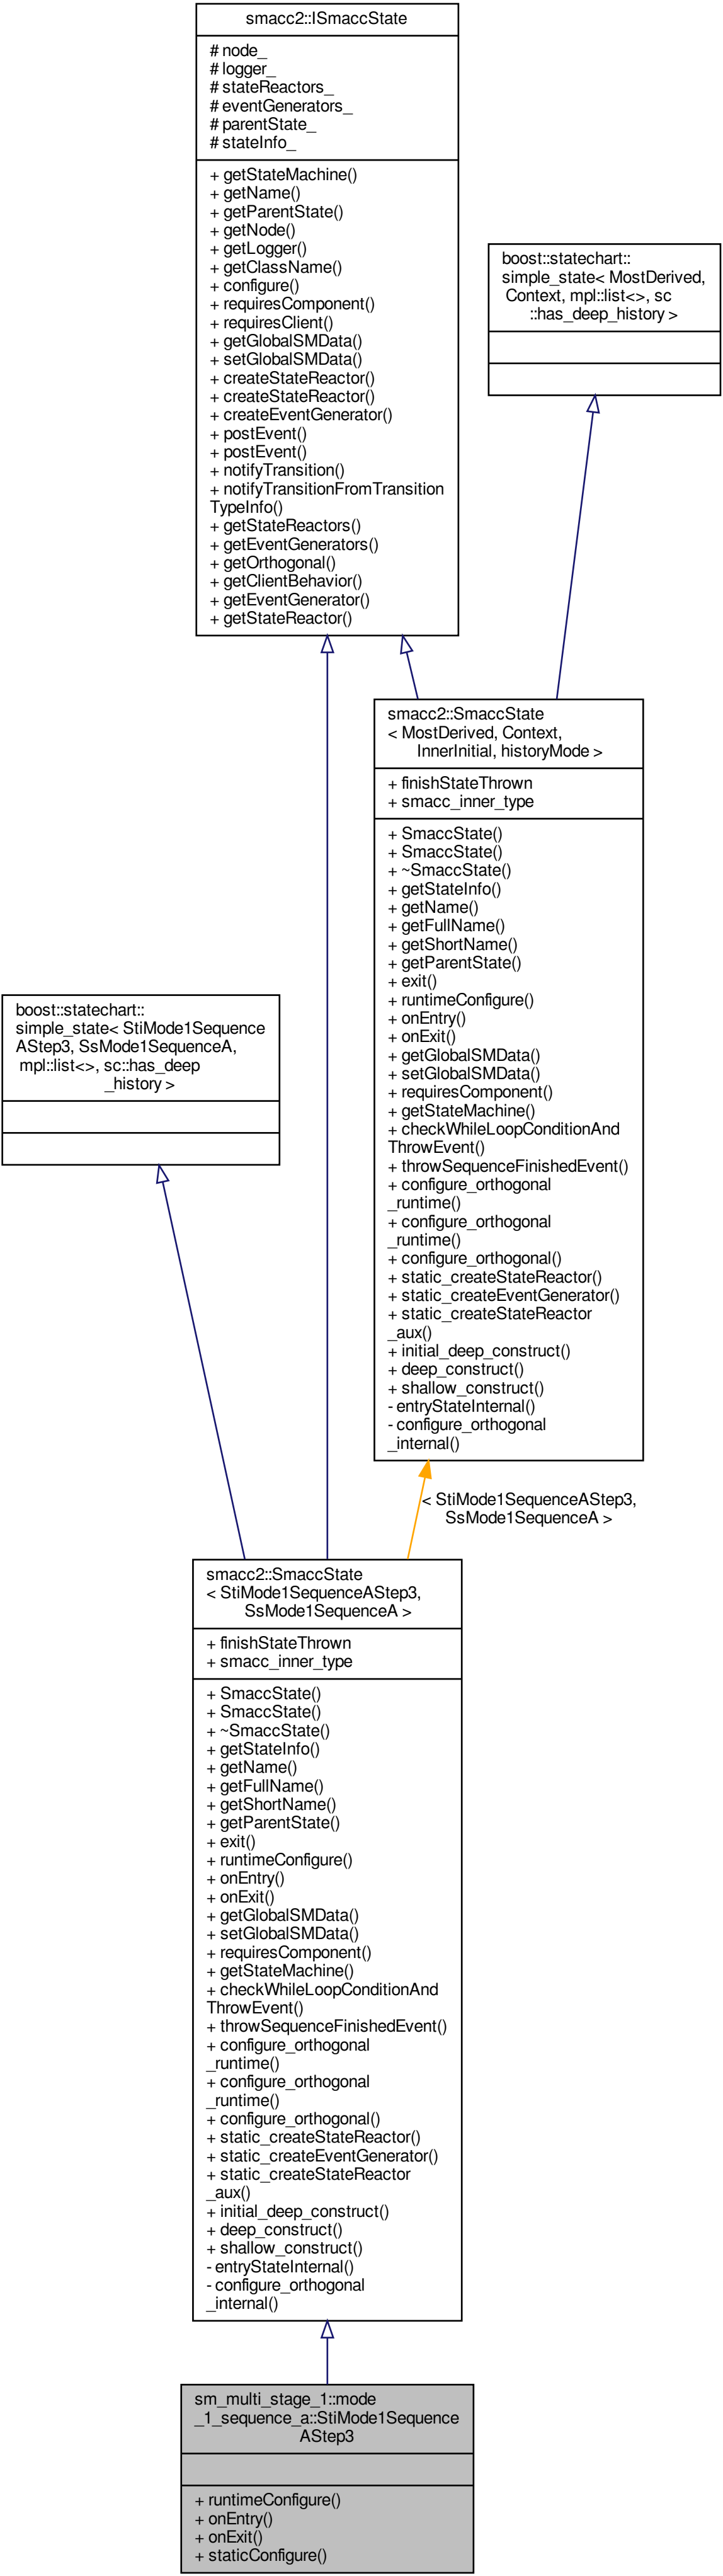 smacc2::ISmaccState
# node_
# logger_
# stateReactors_
# eventGenerators_
# parentState_
# stateInfo_
+ getStateMachine()
+ getName()
+ getParentState()
+ getNode()
+ getLogger()
+ getClassName()
+ configure()
+ requiresComponent()
+ requiresClient()
+ getGlobalSMData()
+ setGlobalSMData()
+ createStateReactor()
+ createStateReactor()
+ createEventGenerator()
+ postEvent()
+ postEvent()
+ notifyTransition()
+ notifyTransitionFromTransition
TypeInfo()
+ getStateReactors()
+ getEventGenerators()
+ getOrthogonal()
+ getClientBehavior()
+ getEventGenerator()
+ getStateReactor()
boost::statechart::
simple_state< MostDerived,
Context, mpl::list<>, sc
::has_deep_history >
smacc2::SmaccState
< MostDerived, Context,
InnerInitial, historyMode >
+ finishStateThrown
+ smacc_inner_type
+ SmaccState()
+ SmaccState()
+ ~SmaccState()
+ getStateInfo()
+ getName()
+ getFullName()
+ getShortName()
+ getParentState()
+ exit()
+ runtimeConfigure()
+ onEntry()
+ onExit()
+ getGlobalSMData()
+ setGlobalSMData()
+ requiresComponent()
+ getStateMachine()
+ checkWhileLoopConditionAnd
ThrowEvent()
+ throwSequenceFinishedEvent()
+ configure_orthogonal
_runtime()
+ configure_orthogonal
_runtime()
+ configure_orthogonal()
+ static_createStateReactor()
+ static_createEventGenerator()
+ static_createStateReactor
_aux()
+ initial_deep_construct()
+ deep_construct()
+ shallow_construct()
- entryStateInternal()
- configure_orthogonal
_internal()
boost::statechart::
simple_state< StiMode1Sequence
AStep3, SsMode1SequenceA,
mpl::list<>, sc::has_deep
_history >
< StiMode1SequenceAStep3,
SsMode1SequenceA >
smacc2::SmaccState
< StiMode1SequenceAStep3,
SsMode1SequenceA >
+ finishStateThrown
+ smacc_inner_type
+ SmaccState()
+ SmaccState()
+ ~SmaccState()
+ getStateInfo()
+ getName()
+ getFullName()
+ getShortName()
+ getParentState()
+ exit()
+ runtimeConfigure()
+ onEntry()
+ onExit()
+ getGlobalSMData()
+ setGlobalSMData()
+ requiresComponent()
+ getStateMachine()
+ checkWhileLoopConditionAnd
ThrowEvent()
+ throwSequenceFinishedEvent()
+ configure_orthogonal
_runtime()
+ configure_orthogonal
_runtime()
+ configure_orthogonal()
+ static_createStateReactor()
+ static_createEventGenerator()
+ static_createStateReactor
_aux()
+ initial_deep_construct()
+ deep_construct()
+ shallow_construct()
- entryStateInternal()
- configure_orthogonal
_internal()
sm_multi_stage_1::mode
_1_sequence_a::StiMode1Sequence
AStep3
+ runtimeConfigure()
+ onEntry()
+ onExit()
+ staticConfigure()